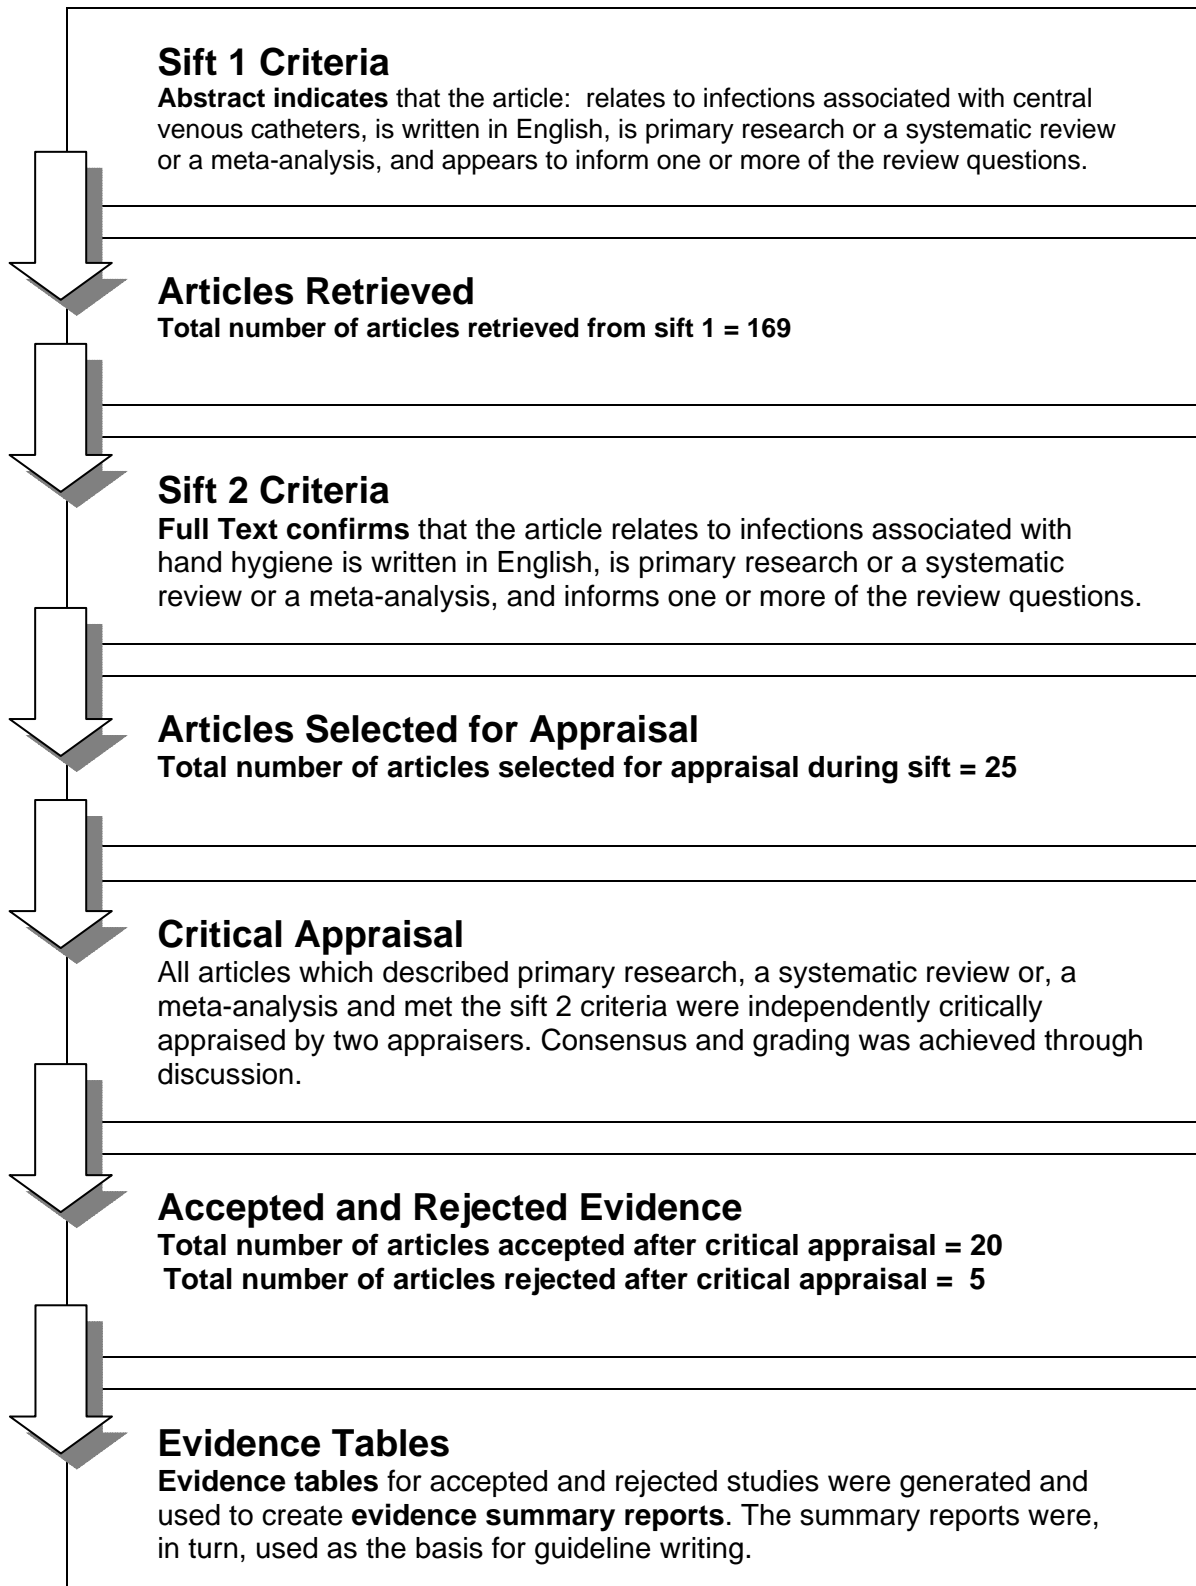 Sift 1 Criteria
Abstract indicates that the article:  relates to infections associated with central
venous catheters, is written in English, is primary research or a systematic review
or a meta-analysis, and appears to inform one or more of the review questions.
Articles Retrieved
Total number of articles retrieved from sift 1 = 169
Sift 2 Criteria
Full Text confirms that the article relates to infections associated with
hand hygiene is written in English, is primary research or a systematic
review or a meta-analysis, and informs one or more of the review questions.
Articles Selected for Appraisal
Total number of articles selected for appraisal during sift = 25
Critical Appraisal
All articles which described primary research, a systematic review or, a
meta-analysis and met the sift 2 criteria were independently critically
appraised by two appraisers. Consensus and grading was achieved through
discussion.
Accepted and Rejected Evidence
Total number of articles accepted after critical appraisal = 20
Total number of articles rejected after critical appraisal =  5
Evidence Tables
Evidence tables for accepted and rejected studies were generated and
used to create evidence summary reports. The summary reports were,
in turn, used as the basis for guideline writing.